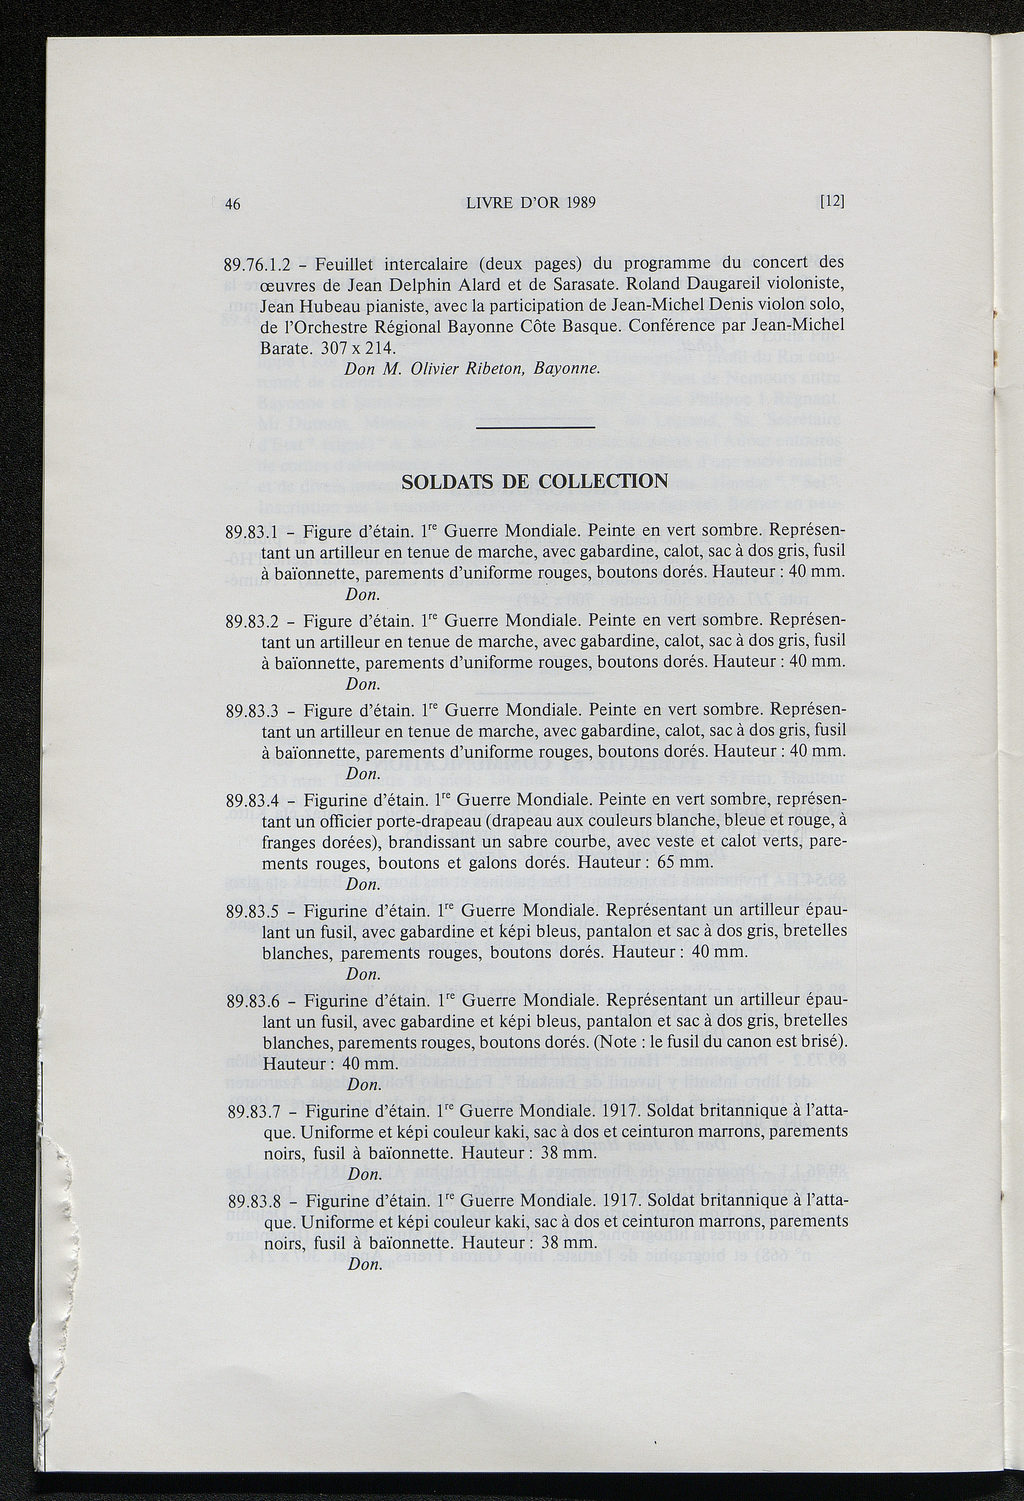 46 LIVRE D'OR 1989 [12]
89.76.1.2 – Feuillet intercalaire (deux pages) du programme du concert des
œuvres de Jean Delphin Alard et de Sarasate. Roland Daugareil violoniste,
Jean Hubeau pianiste, avec la participation de Jean-Michel Denis violon solo,
de l'Orchestre Régional Bayonne Côte Basque. Conférence par Jean-Michel
Barate. 307 x 214.
Don M. Olivier Ribeton, Bayonne.
SOLDATS DE COLLECTION
89.83.1 – Figure d'étain. 1re Guerre Mondiale. Peinte en vert sombre. Représen-
tant un artilleur en tenue de marche, avec gabardine, calot, sac à dos gris, fusil
à baïonnette, parements d'uniforme rouges, boutons dorés. Hauteur : 40 mm.
Don.
89.83.2 – Figure d'étain. 1re Guerre Mondiale. Peinte en vert sombre. Représen-
tant un artilleur en tenue de marche, avec gabardine, calot, sac à dos gris, fusil
à baïonnette, parements d'uniforme rouges, boutons dorés. Hauteur : 40 mm.
Don.
89.83.3 – Figure d'étain. 1re Guerre Mondiale. Peinte en vert sombre. Représen-
tant un artilleur en tenue de marche, avec gabardine, calot, sac à dos gris, fusil
à baïonnette, parements d'uniforme rouges, boutons dorés. Hauteur : 40 mm.
Don.
89.83.4 – Figurine d'étain. 1re Guerre Mondiale. Peinte en vert sombre, représen-
tant un officier porte-drapeau (drapeau aux couleurs blanche, bleue et rouge, à
franges dorées), brandissant un sabre courbe, avec veste et calot verts, pare-
ments rouges, boutons et galons dorés. Hauteur : 65 mm.
Don.
89.83.5 – Figurine d'étain. 1re Guerre Mondiale. Représentant un artilleur épau-
lant un fusil, avec gabardine et képi bleus, pantalon et sac à dos gris, bretelles
blanches, parements rouges, boutons dorés. Hauteur : 40 mm.
Don.
89.83.6 – Figurine d'étain. 1re Guerre Mondiale. Représentant un artilleur épau-
lant un fusil, avec gabardine et képi bleus, pantalon et sac à dos gris, bretelles
blanches, parements rouges, boutons dorés. (Note : le fusil du canon est brisé).
Hauteur : 40 mm.
Don.
89.83.7 – Figurine d'étain. 1re Guerre Mondiale. 1917. Soldat britannique à l'atta-
que. Uniforme et képi couleur kaki, sac à dos et ceinturon marrons, parements
noirs, fusil à baïonnette. Hauteur : 38 mm.
Don.
89.83.8 – Figurine d'étain. 1re Guerre Mondiale. 1917. Soldat britannique à l'atta-
que. Uniforme et képi couleur kaki, sac à dos et ceinturon marrons, parements
noirs, fusil à baïonnette. Hauteur : 38 mm.
Don.